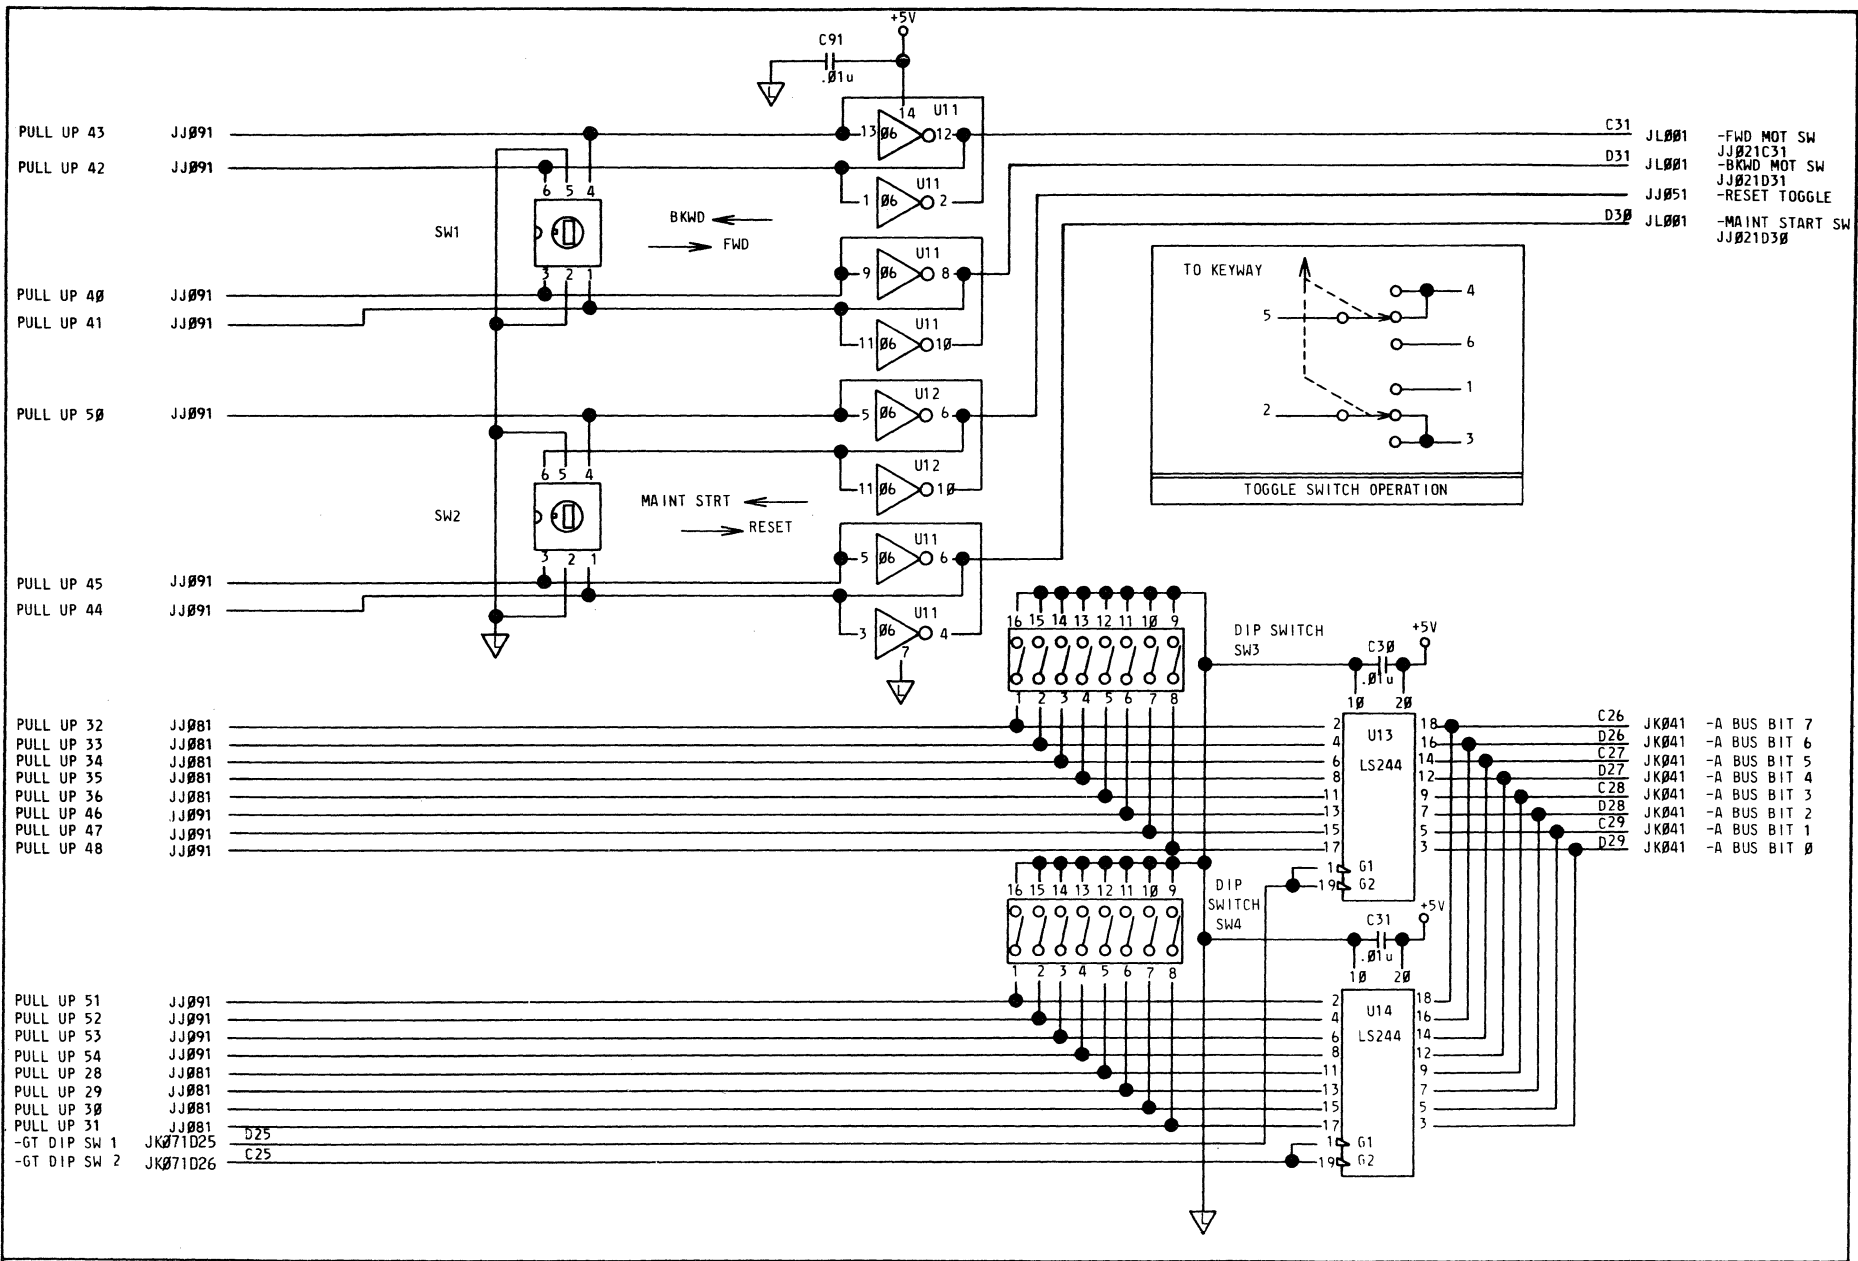 +5V
C91
.Ø1u
14 U11
PULL UP 43 JJØ91 13 Ø6 12 C31 JLØØ1 -FWD MOT SW
JJØ21C31
PULL UP 42 JJØ91 D31 JLØØ1 -BKWD MOT SW
JJØ21D31
6 5 4 U11
1 Ø6 2 JJØ51 -RESET TOGGLE
SW1 BKWD D3Ø JLØØ1 -MAINT START SW
FWD JJØ21D3Ø
U11
3 2 1 9 Ø6 8
PULL UP 4Ø JJØ91
PULL UP 41 JJØ91
U11
11 Ø6 1Ø
TO KEYWAY
4
5
6
1
2
3
TOGGLE SWITCH OPERATION
U12
PULL UP 5Ø JJØ91 5 Ø6 6
6 5 4 U12
11 Ø6 1Ø
SW2 MAINT STRT
RESET
U11
3 2 1 5 Ø6 6
PULL UP 45 JJØ91
PULL UP 44 JJØ91
U11
3 Ø6 4
7
16 15 14 13 12 11 1Ø 9
DIP SWITCH
SW3
+5V
C3Ø
.Ø1u
1 2 3 4 5 6 7 8
1Ø 2Ø
U13
LS244
PULL UP 32 JJØ81 2 18 C26 JKØ41 -A BUS BIT 7
PULL UP 33 JJØ81 4 16 D26 JKØ41 -A BUS BIT 6
PULL UP 34 JJØ81 6 14 C27 JKØ41 -A BUS BIT 5
PULL UP 35 JJØ81 8 12 D27 JKØ41 -A BUS BIT 4
PULL UP 36 JJØ81 11 9 C28 JKØ41 -A BUS BIT 3
PULL UP 46 JJØ91 13 7 D28 JKØ41 -A BUS BIT 2
PULL UP 47 JJØ91 15 5 C29 JKØ41 -A BUS BIT 1
PULL UP 48 JJØ91 17 3 D29 JKØ41 -A BUS BIT Ø
1 G1
19 G2
16 15 14 13 12 11 1Ø 9
DIP
SWITCH
SW4
+5V
C31
.Ø1u
1 2 3 4 5 6 7 8
1Ø 2Ø
U14
LS244
PULL UP 51 JJØ91 2 18
PULL UP 52 JJØ91 4 16
PULL UP 53 JJØ91 6 14
PULL UP 54 JJØ91 8 12
PULL UP 28 JJØ81 11 9
PULL UP 29 JJØ81 13 7
PULL UP 3Ø JJØ81 15 5
PULL UP 31 JJØ81 17 3
-GT DIP SW 1 JKØ71D25 D25 1 G1
-GT DIP SW 2 JKØ71D26 C25 19 G2
L
L
L
L
L